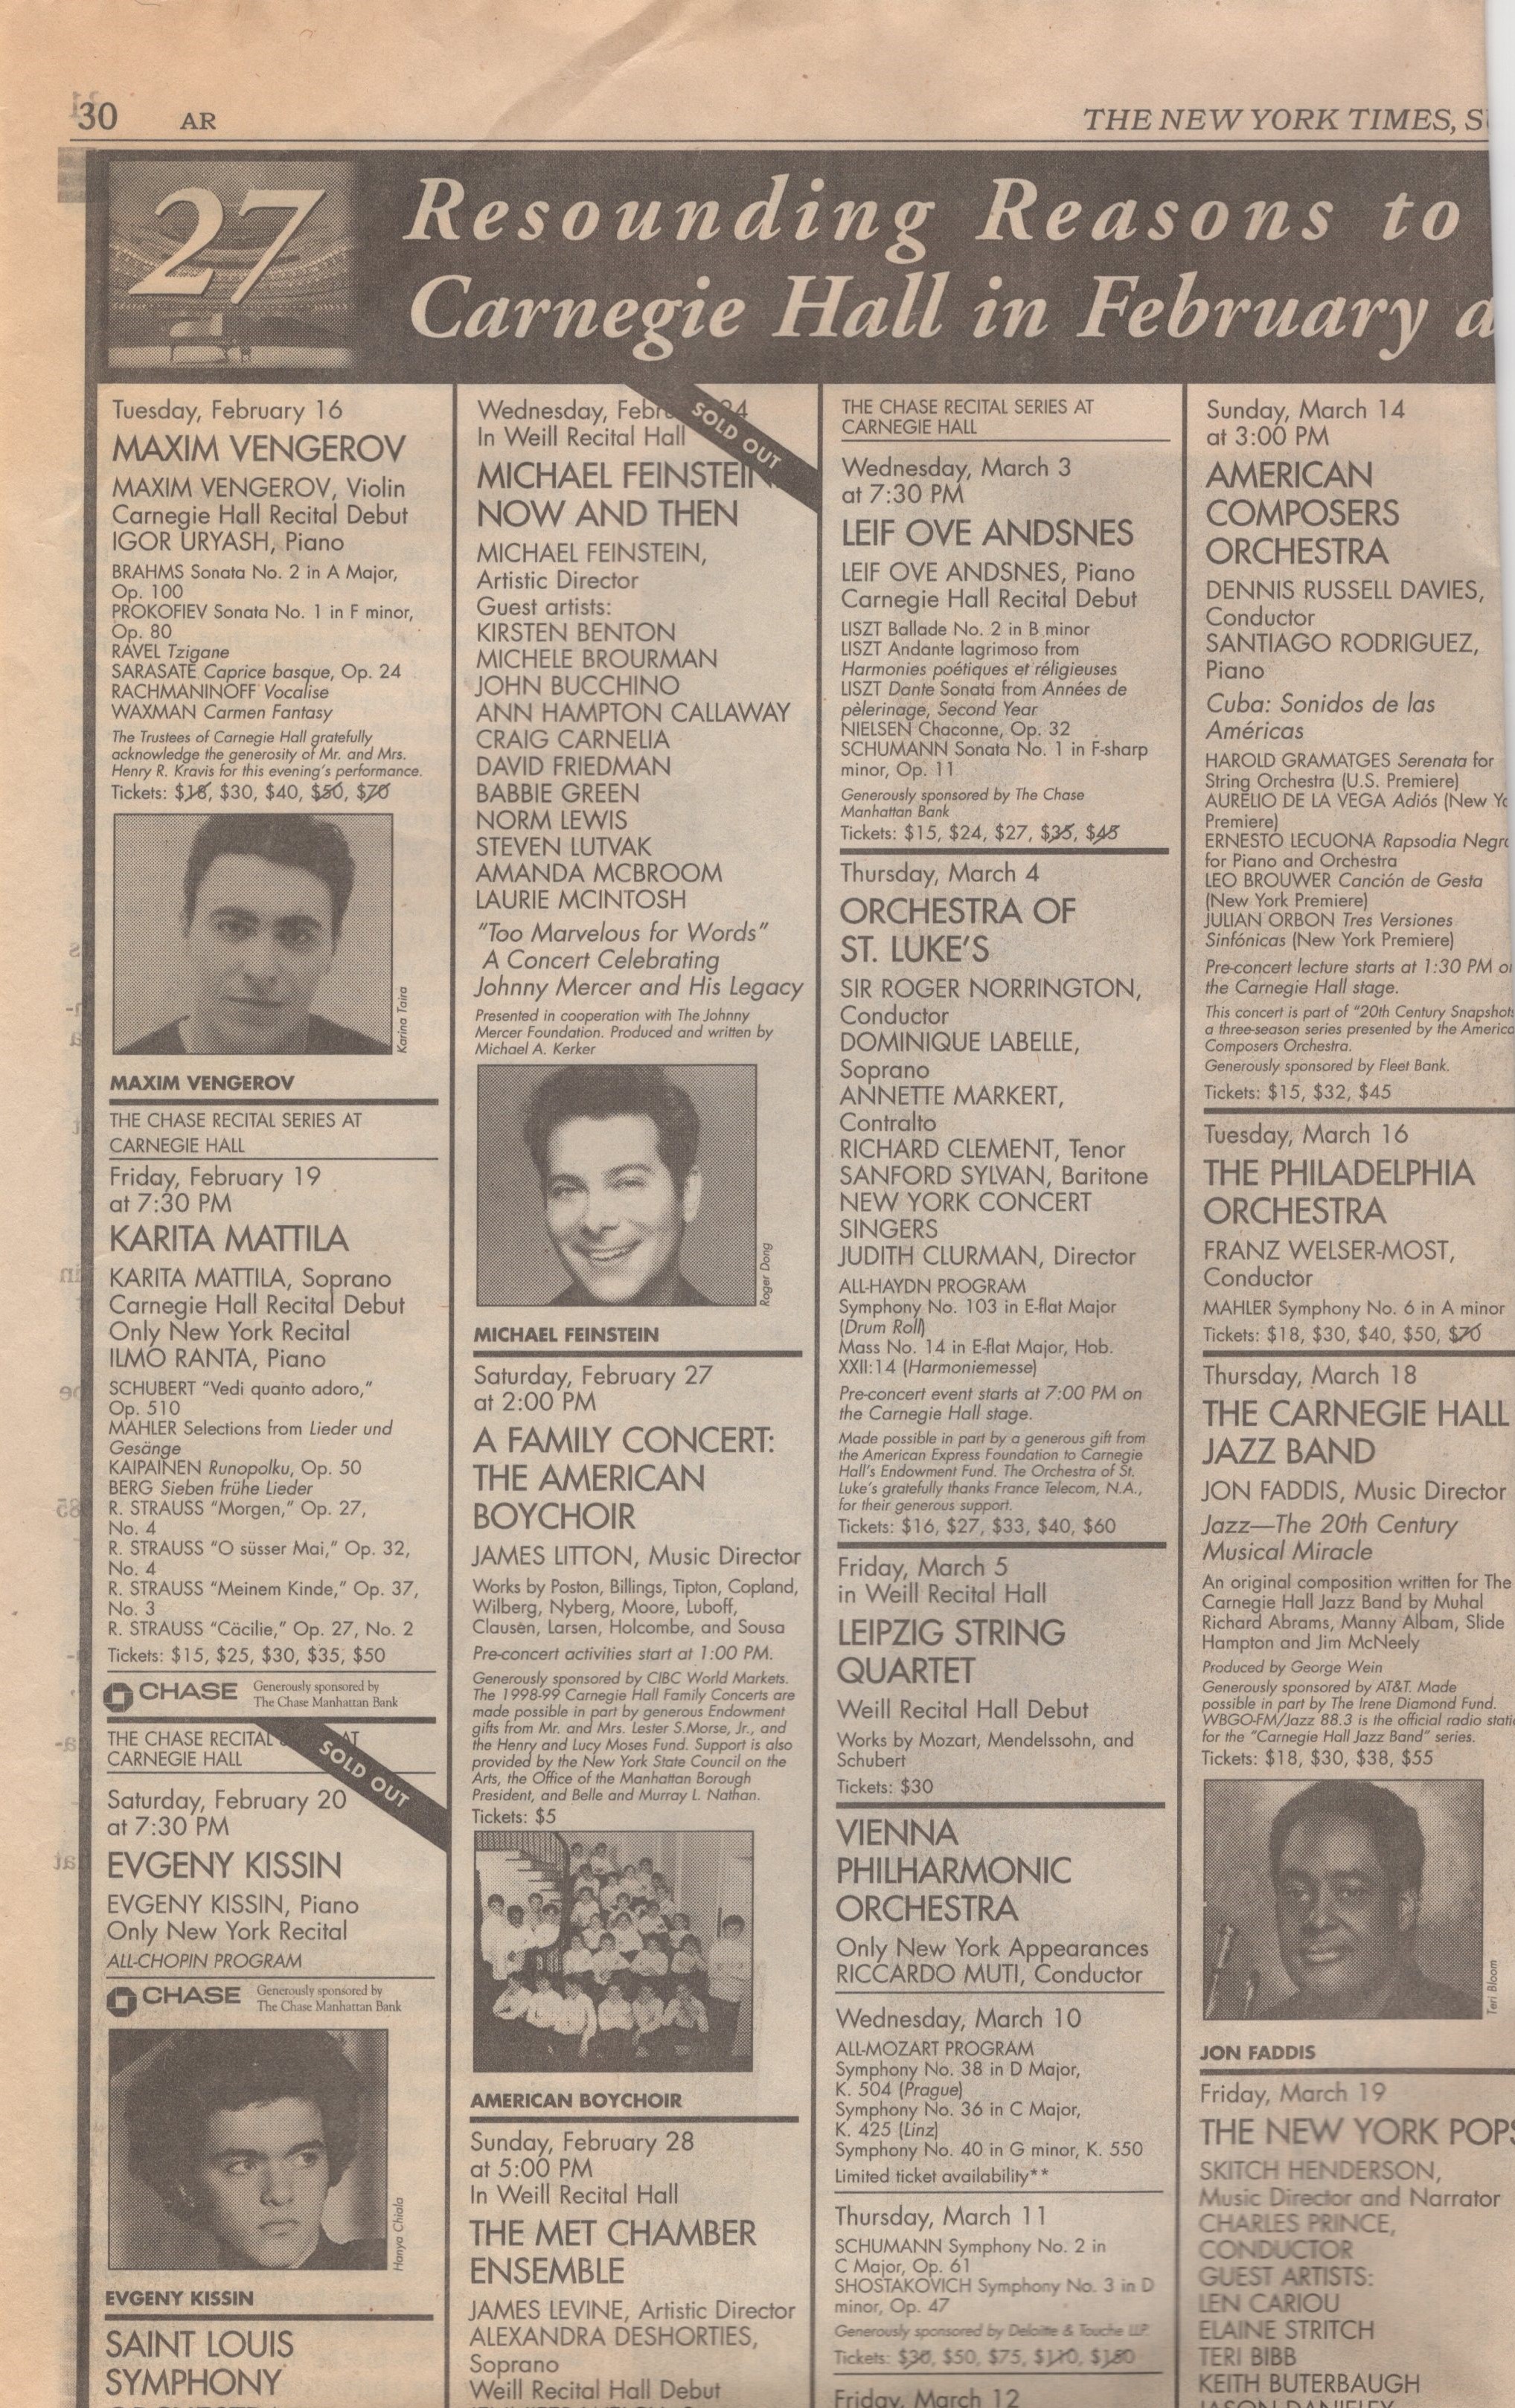 30 AR THE NEW YORK TIMES,
27
Resounding Reasons to
Carnegie Hall in February
Tuesday, February 16
MAXIM VENGEROV
MAXIM VENGEROV, Violin
Carnegie Hall Recital Debut
IGOR URYASH, Piano
BRAHMS Sonata No. 2 in A Major,
Op. 100
PROKOFIEV Sonata No. 1 in F minor,
Op. 80
RAVEL Tzigane
SARASATE Caprice basque, Op. 24
RACHMANINOFF Vocalise
WAXMAN Carmen Fantasy
The Trustees of Carnegie Hall gratefully
acknowledge the generosity of Mr. and Mrs.
Henry R. Kravis for this evening's performance.
Tickets: $18, $30, $40, $50, $70
Karina Taira
MAXIM VENGEROV
THE CHASE RECITAL SERIES AT
CARNEGIE HALL
Friday, February 19
at 7:30 PM
KARITA MATTILA
KARITA MATTILA, Soprano
Carnegie Hall Recital Debut
Only New York Recital
ILMO RANTA, Piano
SCHUBERT "Vedi quanto adoro,"
Op. 510
MAHLER Selections from Lieder und
Gesänge
KAIPAINEN Runopolku, Op. 50
BERG Sieben frühe Lieder
R. STRAUSS "Morgen," Op. 27,
No. 4
R. STRAUSS "O süsser Mai," Op. 32,
No. 4
R. STRAUSS "Meinem Kinde," Op. 37,
No. 3
R. STRAUSS "Cäcilie," Op. 27, No. 2
Tickets: $15, $25, $30, $35, $50
CHASE Generously sponsored by
The Chase Manhattan Bank
THE CHASE RECITAL AT
CARNEGIE HALL
SOLD OUT
Saturday, February 20
at 7:30 PM
EVGENY KISSIN
EVGENY KISSIN, Piano
Only New York Recital
ALL-CHOPIN PROGRAM
CHASE Generously sponsored by
The Chase Manhattan Bank
Hanya Chlala
EVGENY KISSIN
SAINT LOUIS
SYMPHONY
ORCHESTRA
Wednesday, 24
In Weill Recital Hall
SOLD OUT
MICHAEL FEINSTEIN
NOW AND THEN
MICHAEL FEINSTEIN,
Artistic Director
Guest artists:
KIRSTEN BENTON
MICHELE BROURMAN
JOHN BUCCHINO
ANN HAMPTON CALLAWAY
CRAIG CARNELIA
DAVID FRIEDMAN
BABBIE GREEN
NORM LEWIS
STEVEN LUTVAK
AMANDA MCBROOM
LAURIE MCINTOSH
"Too Marvelous for Words"
A Concert Celebrating
Johnny Mercer and His Legacy
Presented in cooperation with The Johnny
Mercer Foundation. Produced and written by
Michael A. Kerker
Roger Dong
MICHAEL FEINSTEIN
Saturday, February 27
at 2:00 PM
A FAMILY CONCERT:
THE AMERICAN
BOYCHOIR
JAMES LITTON, Music Director
Works by Poston, Billings, Tipton, Copland,
Wilberg, Nyberg, Moore, Luboff,
Clausen, Larsen, Holcombe, and Sousa
Pre-concert activities start at 1:00 PM.
Generously sponsored by CIBC World Markets.
The 1998-99 Carnegie Hall Family Concerts are
made possible in part by generous Endowment
gifts from Mr. and Mrs. Lester S.Morse, Jr., and
the Henry and Lucy Moses Fund. Support is also
provided by the New York State Council on the
Arts, the Office of the Manhattan Borough
President, and Belle and Murray L. Nathan.
Tickets: $5
AMERICAN BOYCHOIR
Sunday, February 28
at 5:00 PM
In Weill Recital Hall
THE MET CHAMBER
ENSEMBLE
JAMES LEVINE, Artistic Director
ALEXANDRA DESHORTIES,
Soprano
Weill Recital Hall Debut
THE CHASE RECITAL SERIES AT
CARNEGIE HALL
Wednesday, March 3
at 7:30 PM
LEIF OVE ANDSNES
LEIF OVE ANDSNES, Piano
Carnegie Hall Recital Debut
LISZT Ballade No. 2 in B minor
LISZT Andante lagrimoso from
Harmonies poétiques et réligieuses
LISZT Dante Sonata from Années de
pèlerinage, Second Year
NIELSEN Chaconne, Op. 32
SCHUMANN Sonata No. 1 in F-sharp
minor, Op. 11
Generously sponsored by The Chase
Manhattan Bank
Tickets: $15, $24, $27, $35, $45
Thursday, March 4
ORCHESTRA OF
ST. LUKE'S
SIR ROGER NORRINGTON,
Conductor
DOMINIQUE LABELLE,
Soprano
ANNETTE MARKERT,
Contralto
RICHARD CLEMENT, Tenor
SANFORD SYLVAN, Baritone
NEW YORK CONCERT
SINGERS
JUDITH CLURMAN, Director
ALL-HAYDN PROGRAM
Symphony No. 103 in E-flat Major
(Drum Roll)
Mass No. 14 in E-flat Major, Hob.
XXII:14 (Harmoniemesse)
Pre-concert event starts at 7:00 PM on
the Carnegie Hall stage.
Made possible in part by a generous gift from
the American Express Foundation to Carnegie
Hall's Endowment Fund. The Orchestra of St.
Luke's gratefully thanks France Telecom, N.A.,
for their generous support.
Tickets: $16, $27, $33, $40, $60
Friday, March 5
in Weill Recital Hall
LEIPZIG STRING
QUARTET
Weill Recital Hall Debut
Works by Mozart, Mendelssohn, and
Schubert
Tickets: $30
VIENNA
PHILHARMONIC
ORCHESTRA
Only New York Appearances
RICCARDO MUTI, Conductor
Wednesday, March 10
ALL-MOZART PROGRAM
Symphony No. 38 in D Major,
K. 504 (Prague)
Symphony No. 36 in C Major,
K. 425 (Linz)
Symphony No. 40 in G minor, K. 550
Limited ticket availability**
Thursday, March 11
SCHUMANN Symphony No. 2 in
C Major, Op. 61
SHOSTAKOVICH Symphony No. 3 in D
minor, Op. 47
Generously sponsored by Deloitte & Touche LLP
Tickets: $30, $50, $75, $110, $150
Friday, March 12
Sunday, March 14
at 3:00 PM
AMERICAN
COMPOSERS
ORCHESTRA
DENNIS RUSSELL DAVIES,
Conductor
SANTIAGO RODRIGUEZ,
Piano
Cuba: Sonidos de las
Américas
HAROLD GRAMATGES Serenata for
String Orchestra (U.S. Premiere)
AURELIO DE LA VEGA Adiós (New
Premiere)
ERNESTO LECUONA Rapsodia Negra
for Piano and Orchestra
LEO BROUWER Canción de Gesta
(New York Premiere)
JULIAN ORBON Tres Versiones
Sinfónicas (New York Premiere)
Pre-concert lecture starts at 1:30 PM on
the Carnegie Hall stage.
This concert is part of "20th Century Snapshots
a three-season series presented by the
Composers Orchestra.
Generously sponsored by Fleet Bank.
Tickets: $15, $32, $45
Tuesday, March 16
THE PHILADELPHIA
ORCHESTRA
FRANZ WELSER-MOST,
Conductor
MAHLER Symphony No. 6 in A minor
Tickets: $18, $30, $40, $50, $70
Thursday, March 18
THE CARNEGIE HALL
JAZZ BAND
JON FADDIS, Music Director
Jazz—The 20th Century
Musical Miracle
An original composition written for The
Carnegie Hall Jazz Band by Muhal
Richard Abrams, Manny Albam, Slide
Hampton and Jim McNeely
Produced by George Wein
Generously sponsored by AT&T. Made
possible in part by The Irene Diamond Fund.
WBGO-FM/Jazz 88.3 is the official radio
for the "Carnegie Hall Jazz Band" series.
Tickets: $18, $30, $38, $55
Teri Bloom
JON FADDIS
Friday, March 19
THE NEW YORK POPS
SKITCH HENDERSON,
Music Director and Narrator
CHARLES PRINCE,
CONDUCTOR
GUEST ARTISTS:
LEN CARIOU
ELAINE STRITCH
TERI BIBB
KEITH BUTERBAUGH